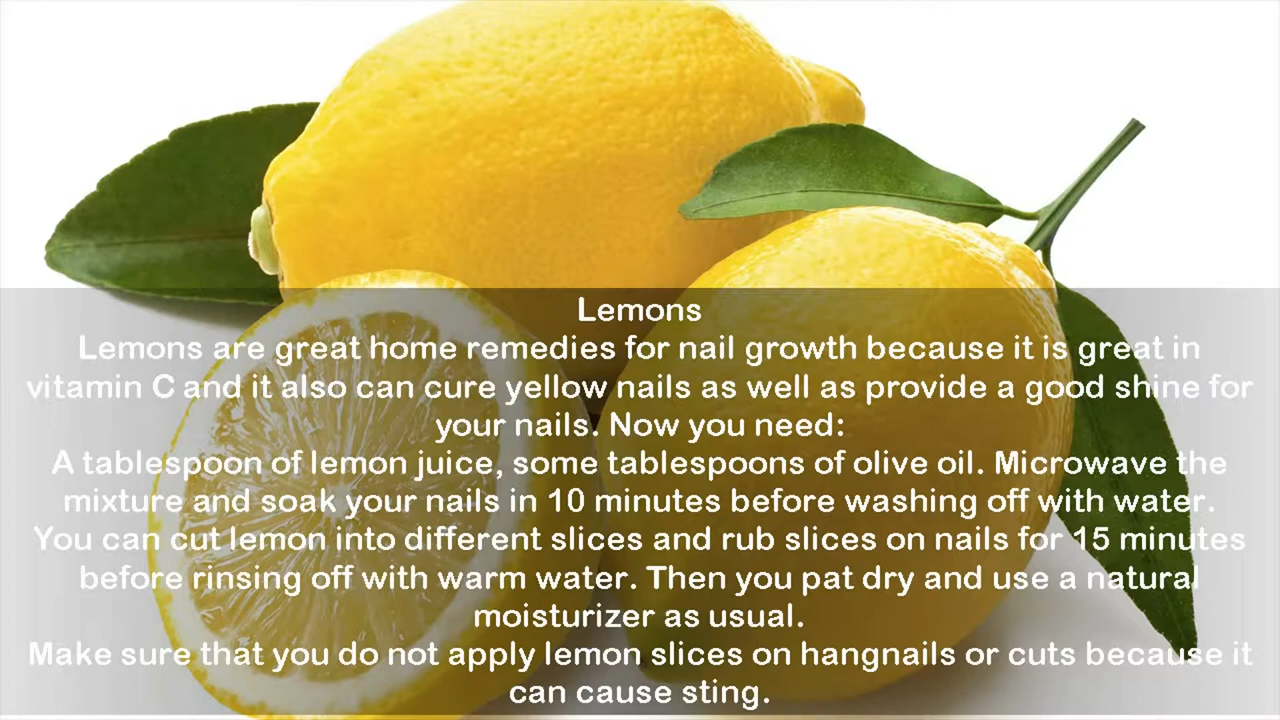 Lemons
Lemons are great home remedies for nail growth because it is great in
vitamin C and it also can cure yellow nails as well as provide a good shine for
your nails. Now you need:
A tablespoon of lemon juice, some tablespoons of olive oil. Microwave the
mixture and soak your nails in 10 minutes before washing off with water.
You can cut lemon into different slices and rub slices on nails for 15 minutes
before rinsing off with warm water. Then you pat dry and use a natural
moisturizer as usual.
Make sure that you do not apply lemon slices on hangnails or cuts because it
can cause sting.